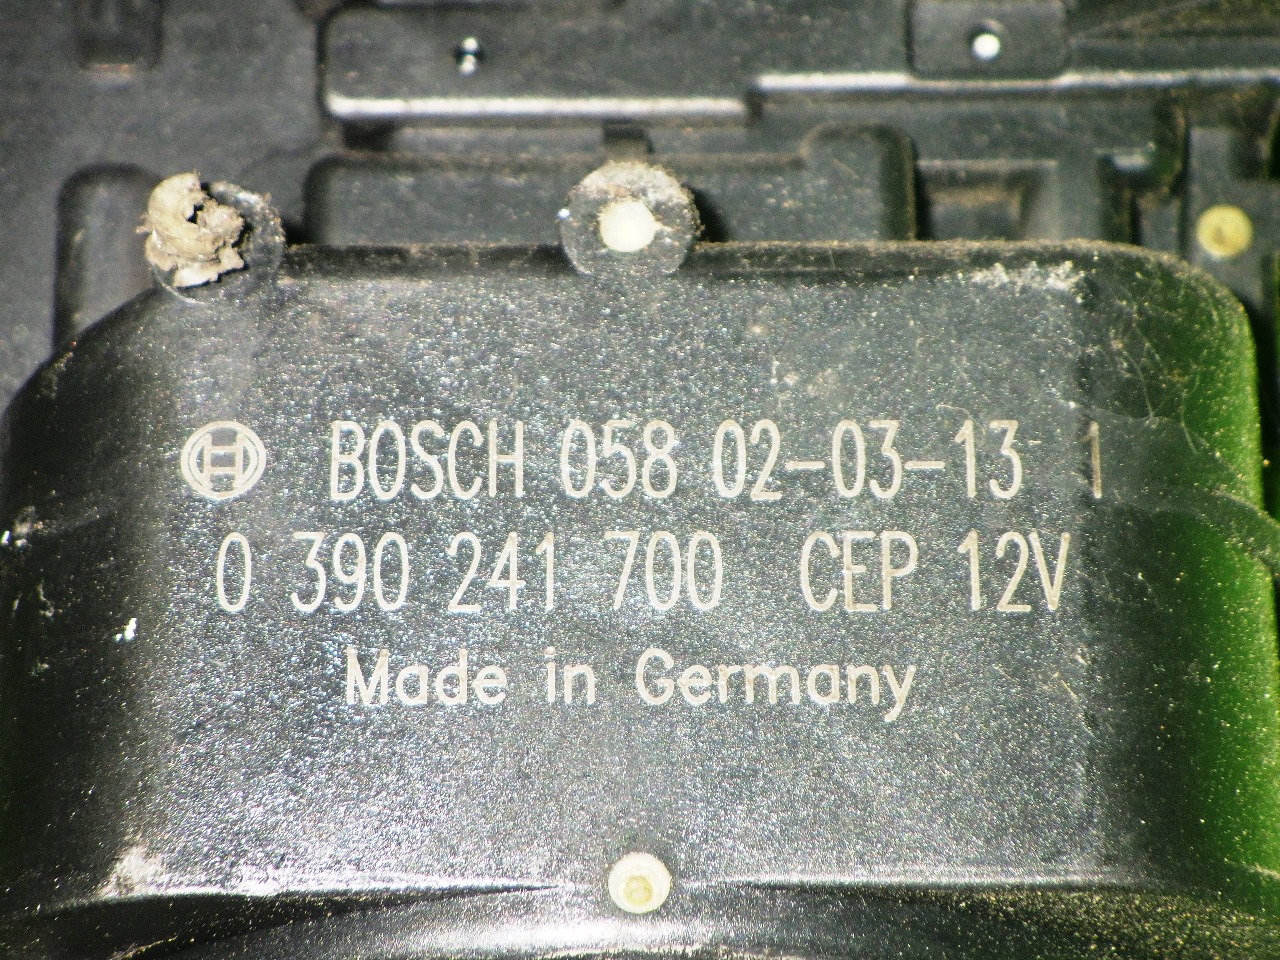 BOSCH 058 02-03-13 1
0 390 241 700 CEP 12V
Made in Germany